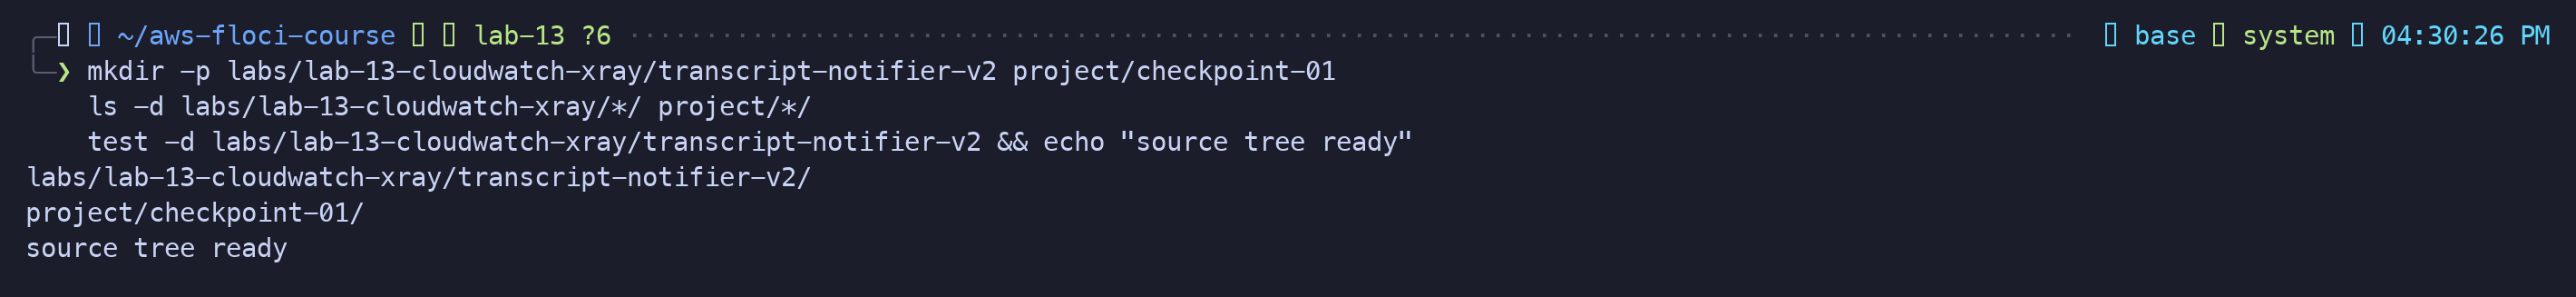 ~/aws-floci-course lab-13 ?6 base system 04:30:26 PM
❯ mkdir -p labs/lab-13-cloudwatch-xray/transcript-notifier-v2 project/checkpoint-01
ls -d labs/lab-13-cloudwatch-xray/*/ project/*/
test -d labs/lab-13-cloudwatch-xray/transcript-notifier-v2 && echo "source tree ready"
labs/lab-13-cloudwatch-xray/transcript-notifier-v2/
project/checkpoint-01/
source tree ready